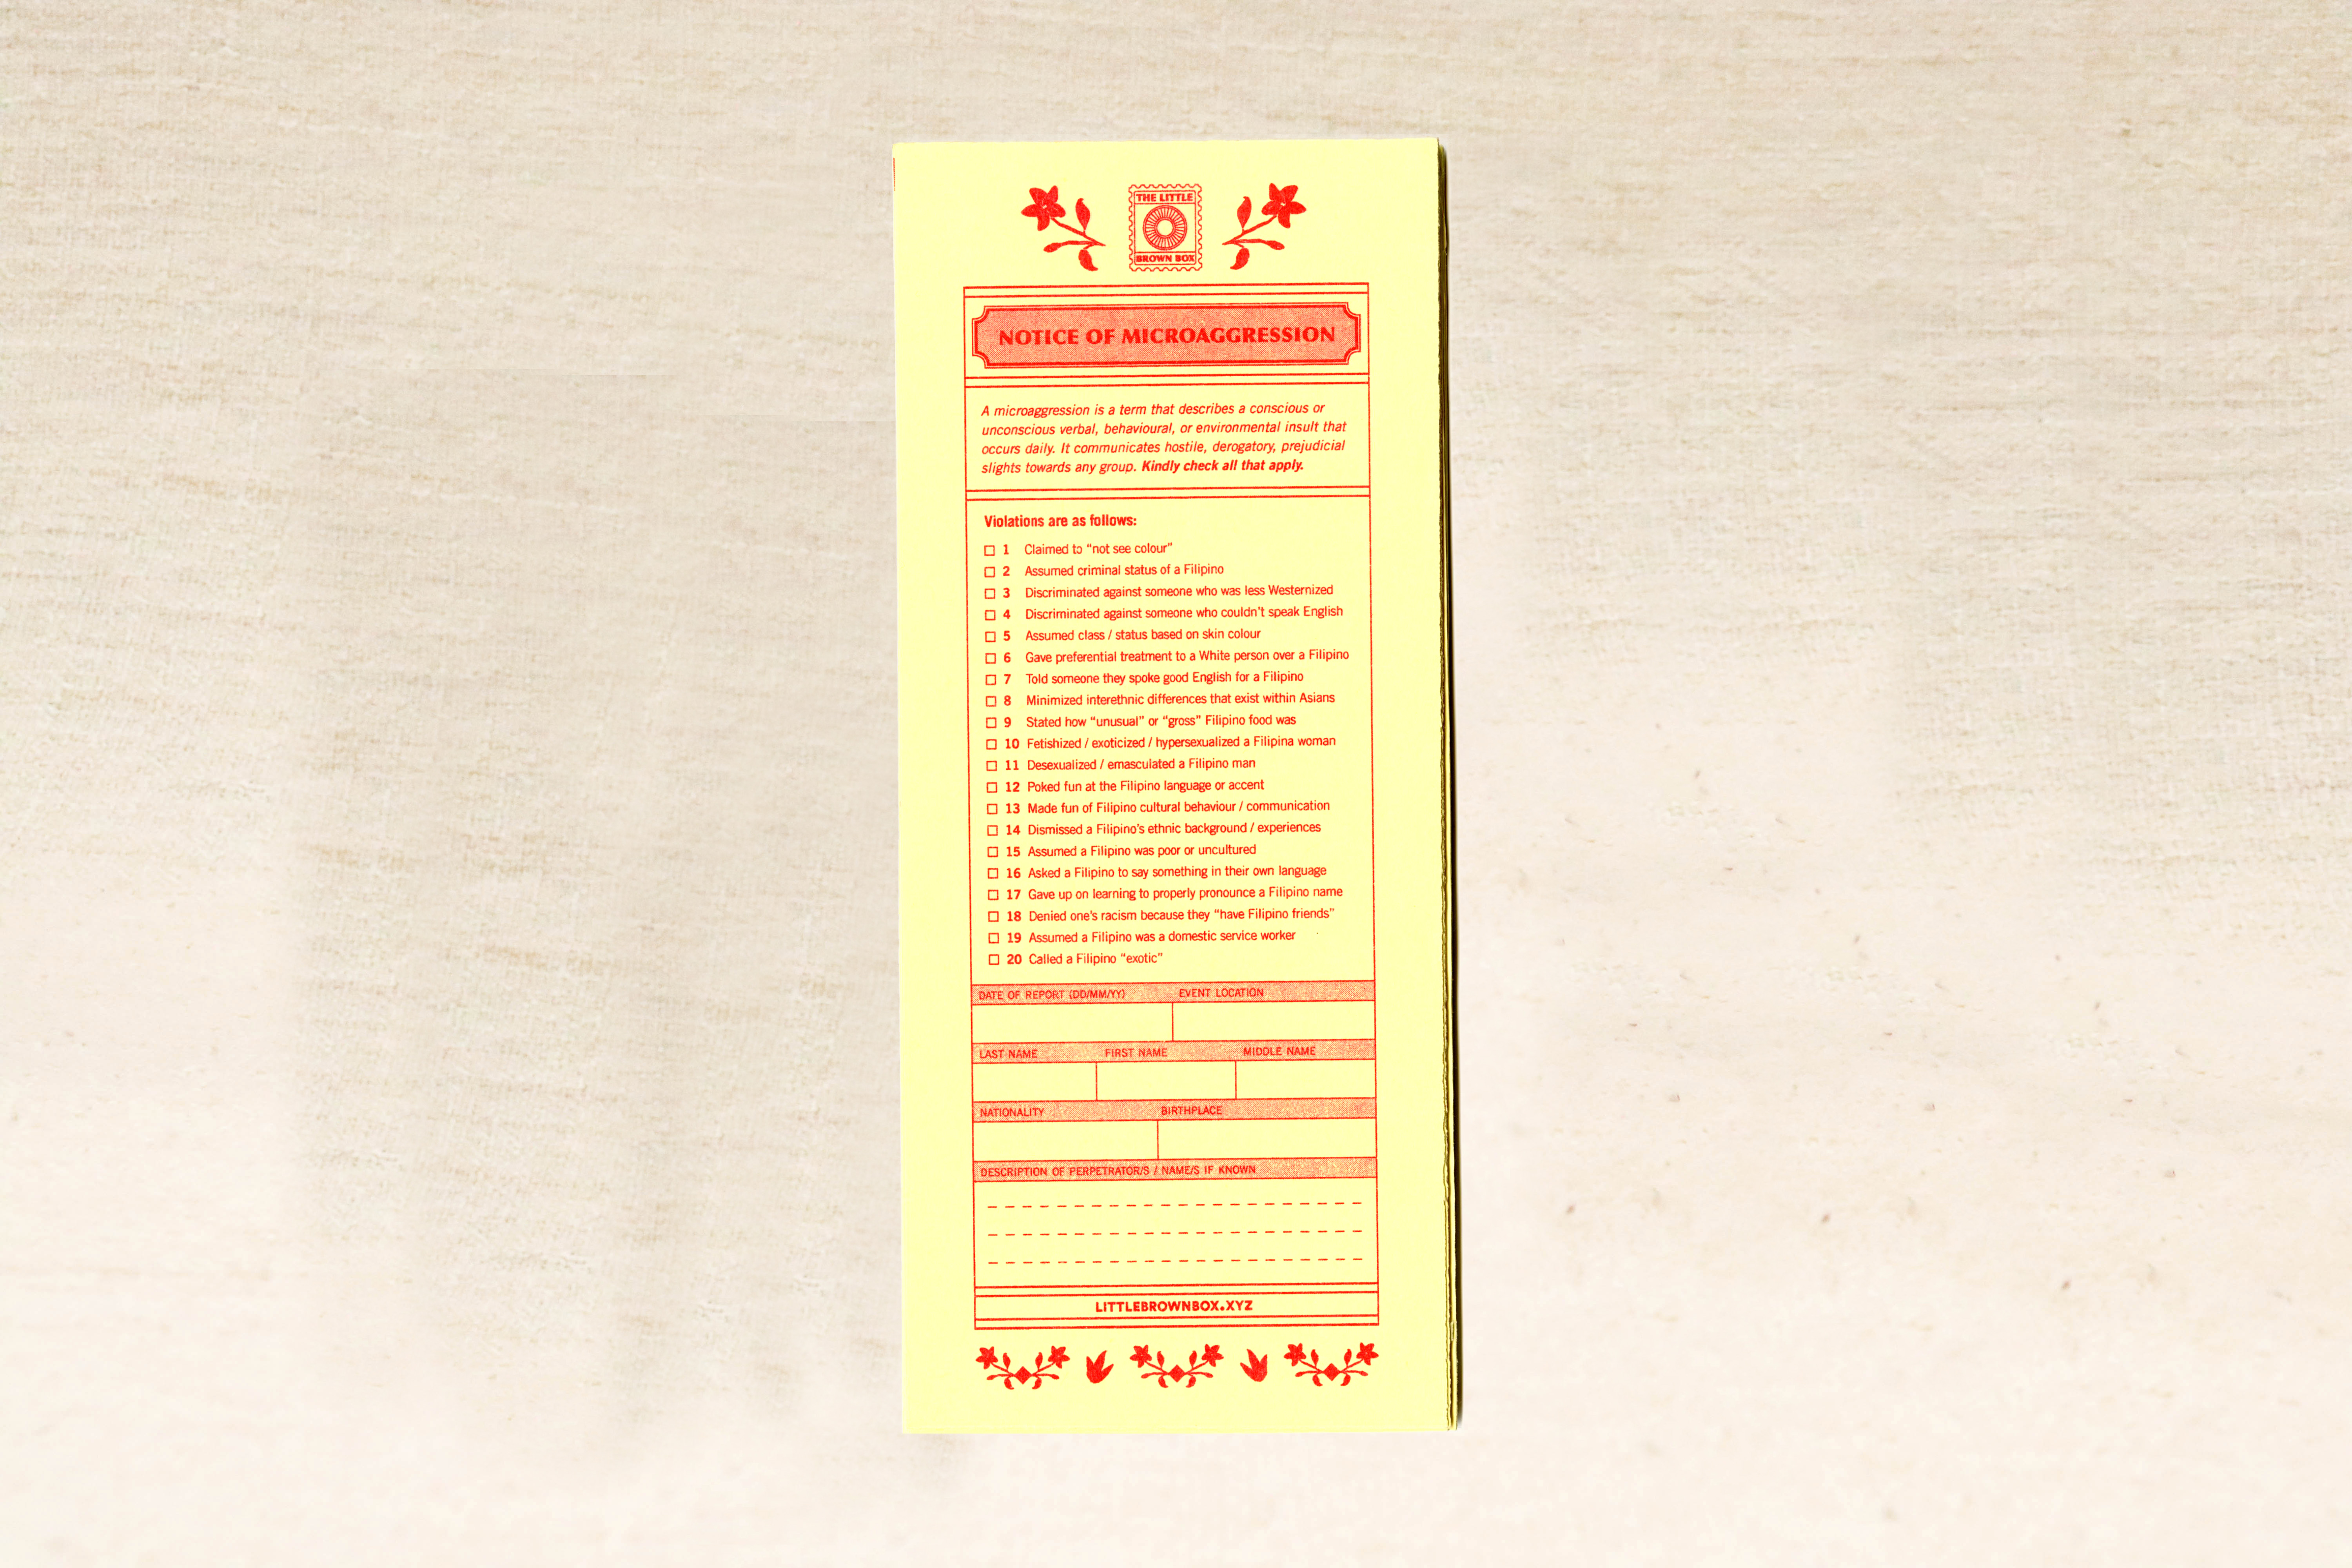 THE LITTLE
BROWN BOX
NOTICE OF MICROAGGRESSION
A microaggression is a term that describes a conscious or
unconscious verbal, behavioural, or environmental insult that
occurs daily. It communicates hostile, derogatory, prejudicial
slights towards any group. Kindly check all that apply.
Violations are as follows:
1 Claimed to “not see colour”
2 Assumed criminal status of a Filipino
3 Discriminated against someone who was less Westernized
4 Discriminated against someone who couldn’t speak English
5 Assumed class / status based on skin colour
6 Gave preferential treatment to a White person over a Filipino
7 Told someone they spoke good English for a Filipino
8 Minimized interethnic differences that exist within Asians
9 Stated how “unusual” or “gross” Filipino food was
10 Fetishized / exoticized / hypersexualized a Filipina woman
11 Desexualized / emasculated a Filipino man
12 Poked fun at the Filipino language or accent
13 Made fun of Filipino cultural behaviour / communication
14 Dismissed a Filipino’s ethnic background / experiences
15 Assumed a Filipino was poor or uncultured
16 Asked a Filipino to say something in their own language
17 Gave up on learning to properly pronounce a Filipino name
18 Denied one’s racism because they “have Filipino friends”
19 Assumed a Filipino was a domestic service worker
20 Called a Filipino “exotic”
DATE OF REPORT (DD/MM/YY) EVENT LOCATION
LAST NAME FIRST NAME MIDDLE NAME
NATIONALITY BIRTHPLACE
DESCRIPTION OF PERPETRATOR/S / NAME/S IF KNOWN
LITTLEBROWNBOX.XYZ